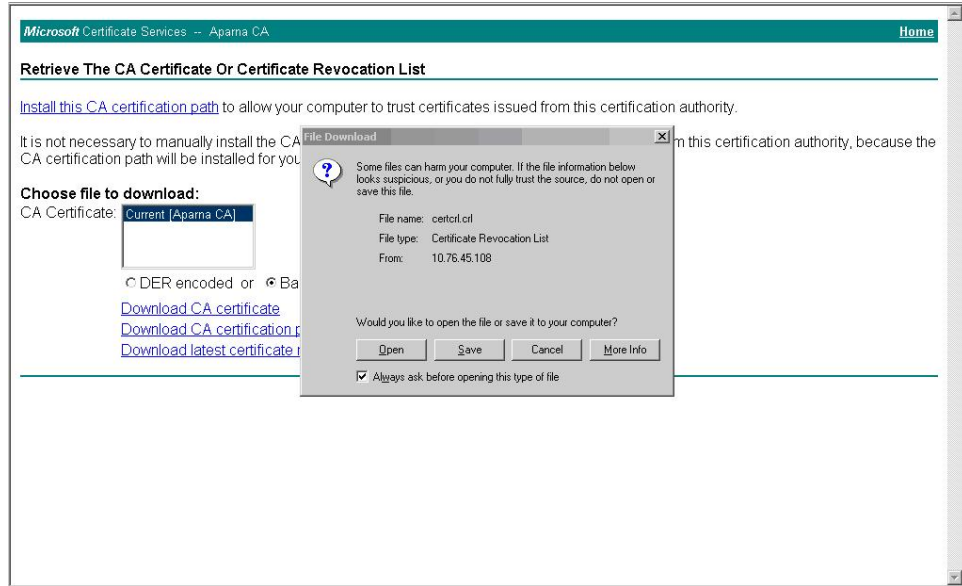 Microsoft Certificate Services -- Aparna CA
Home
Retrieve The CA Certificate Or Certificate Revocation List
Install this CA certification path to allow your computer to trust certificates issued from this certification authority.
It is not necessary to manually install the CA
m this certification authority, because the
CA certification path will be installed for you
Choose file to download:
CA Certificate:
Current [Aparna CA]
DER encoded or Ba
Download CA certificate
Download CA certification p
Download latest certificate r
File Download
Some files can harm your computer. If the file information below
looks suspicious, or you do not fully trust the source, do not open or
save this file.
File name: certcrl.crl
File type: Certificate Revocation List
From: 10.76.45.108
Would you like to open the file or save it to your computer?
Open Save Cancel More Info
Always ask before opening this type of file